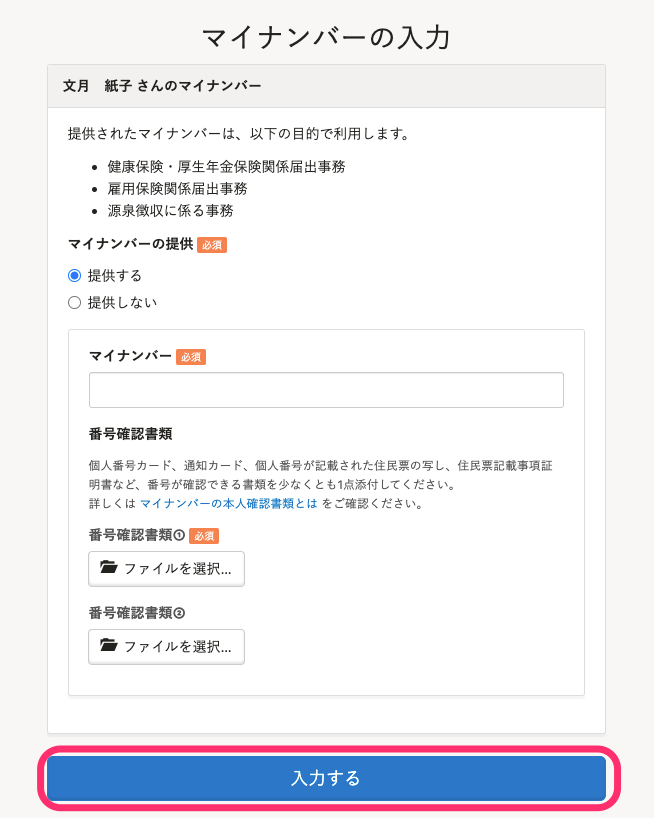 マイナンバーの入力
文月　紙子 さんのマイナンバー
提供されたマイナンバーは、以下の目的で利用します。
• 健康保険・厚生年金保険関係届出事務
• 雇用保険関係届出事務
• 源泉徴収に係る事務
マイナンバーの提供 必須
提供する
提供しない
マイナンバー 必須
番号確認書類
個人番号カード、通知カード、個人番号が記載された住民票の写し、住民票記載事項証
明書など、番号が確認できる書類を少なくとも1点添付してください。
詳しくは マイナンバーの本人確認書類とは をご確認ください。
番号確認書類① 必須
ファイルを選択...
番号確認書類②
ファイルを選択...
入力する